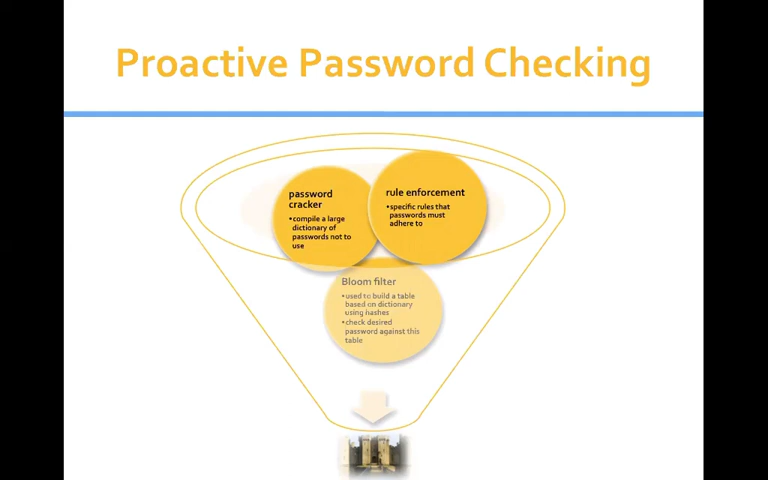 Proactive Password Checking
password
cracker
•compile a large
dictionary of
passwords not to
use
rule enforcement
•specific rules that
passwords must
adhere to
Bloom filter
•used to build a table
based on dictionary
using hashes
•check desired
password against this
table